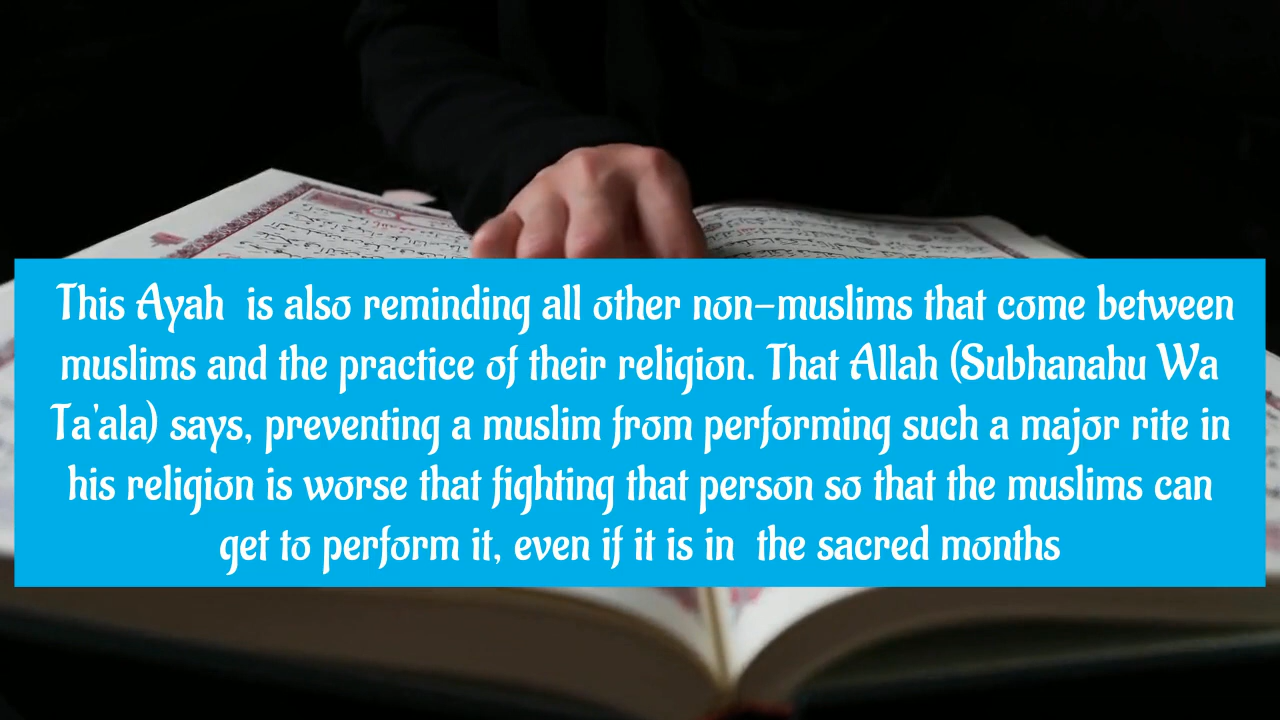 This Ayah  is also reminding all other non-muslims that come between
muslims and the practice of their religion. That Allah (Subhanahu Wa
Ta'ala) says, preventing a muslim from performing such a major rite in
his religion is worse that fighting that person so that the muslims can
get to perform it, even if it is in  the sacred months